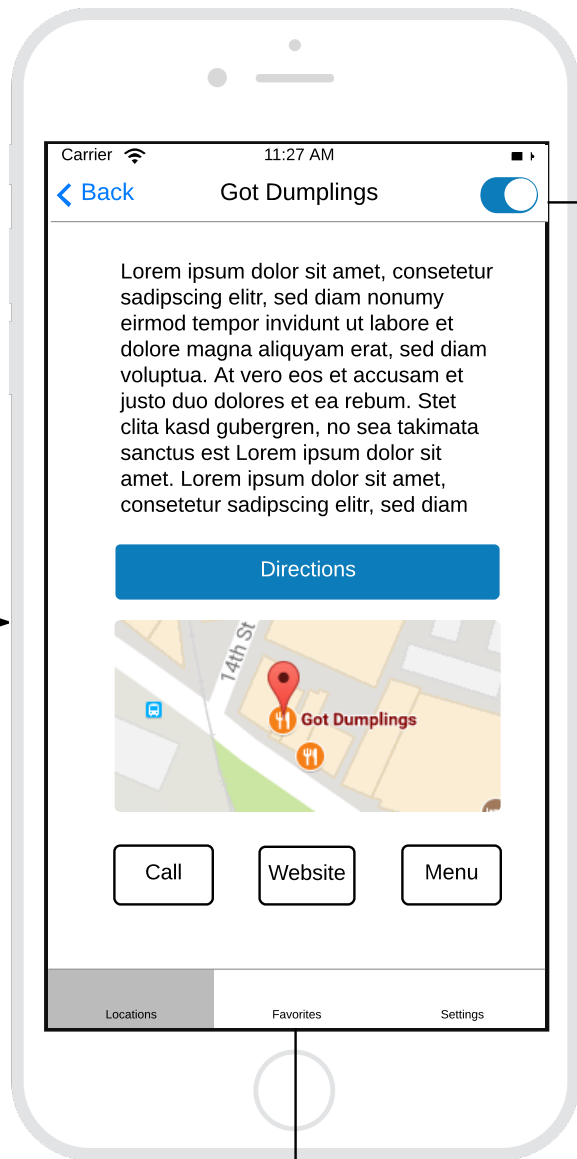 Carrier 11:27 AM
Back Got Dumplings
Lorem ipsum dolor sit amet, consetetur
sadipscing elitr, sed diam nonumy
eirmod tempor invidunt ut labore et
dolore magna aliquyam erat, sed diam
voluptua. At vero eos et accusam et
justo duo dolores et ea rebum. Stet
clita kasd gubergren, no sea takimata
sanctus est Lorem ipsum dolor sit
amet. Lorem ipsum dolor sit amet,
consetetur sadipscing elitr, sed diam
Directions
14th St
Got Dumplings
Call Website Menu
Locations Favorites Settings